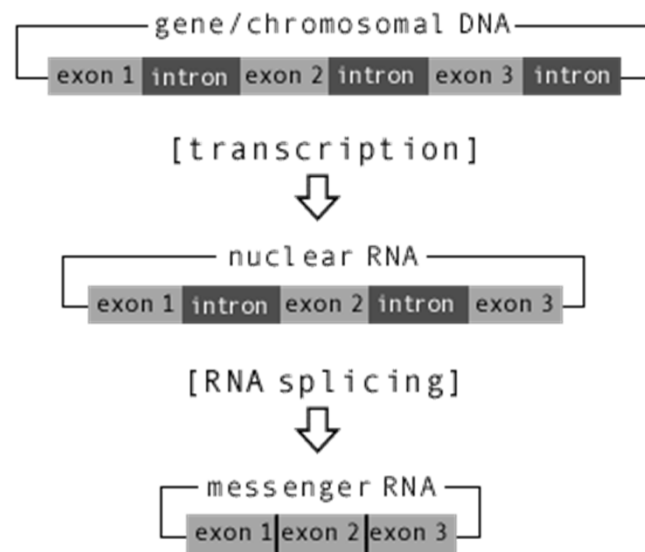 gene/chromosomal DNA
exon 1 intron exon 2 intron exon 3 intron
[transcription]
nuclear RNA
exon 1 intron exon 2 intron exon 3
[RNA splicing]
messenger RNA
exon 1 exon 2 exon 3